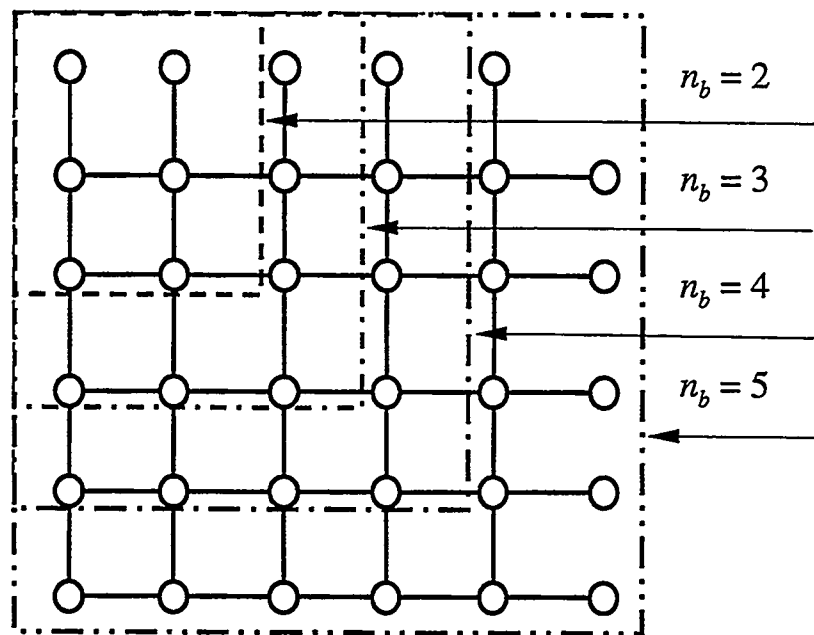 n_b = 2
n_b = 3
n_b = 4
n_b = 5